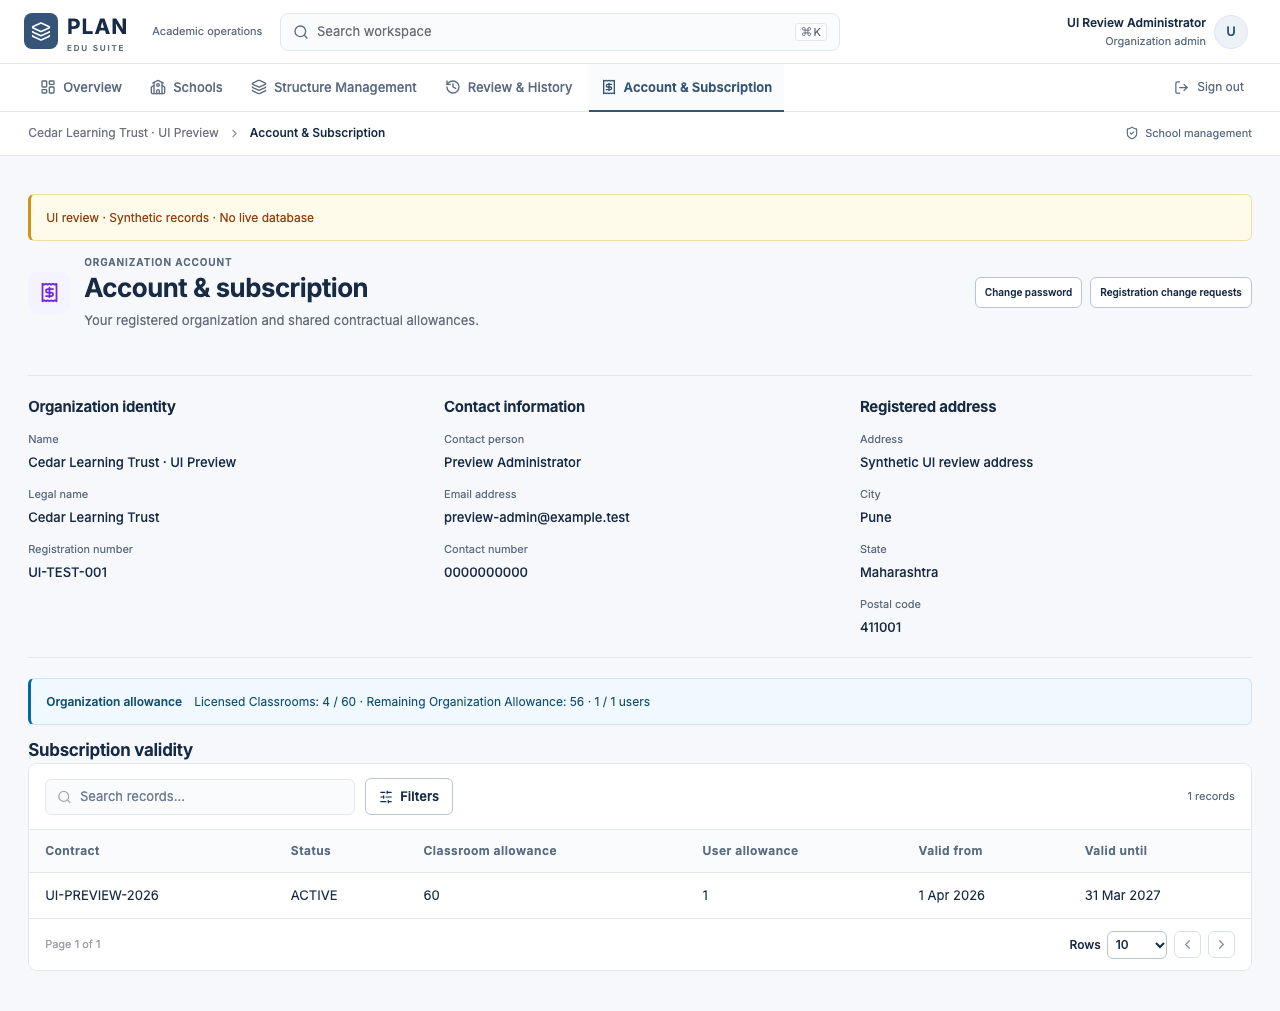 PLAN
EDU SUITE
Academic operations
Search workspace
⌘ K
UI Review Administrator
Organization admin
U
Overview
Schools
Structure Management
Review & History
Account & Subscription
Sign out
Cedar Learning Trust · UI Preview
Account & Subscription
School management
UI review · Synthetic records · No live database
ORGANIZATION ACCOUNT
Account & subscription
Your registered organization and shared contractual allowances.
Change password
Registration change requests
Organization identity
Name
Cedar Learning Trust · UI Preview
Legal name
Cedar Learning Trust
Registration number
UI-TEST-001
Contact information
Contact person
Preview Administrator
Email address
preview-admin@example.test
Contact number
0000000000
Registered address
Address
Synthetic UI review address
City
Pune
State
Maharashtra
Postal code
411001
Organization allowance Licensed Classrooms: 4 / 60 · Remaining Organization Allowance: 56 · 1 / 1 users
Subscription validity
Search records...
Filters
1 records
Contract Status Classroom allowance User allowance Valid from Valid until
UI-PREVIEW-2026 ACTIVE 60 1 1 Apr 2026 31 Mar 2027
Page 1 of 1
Rows 10